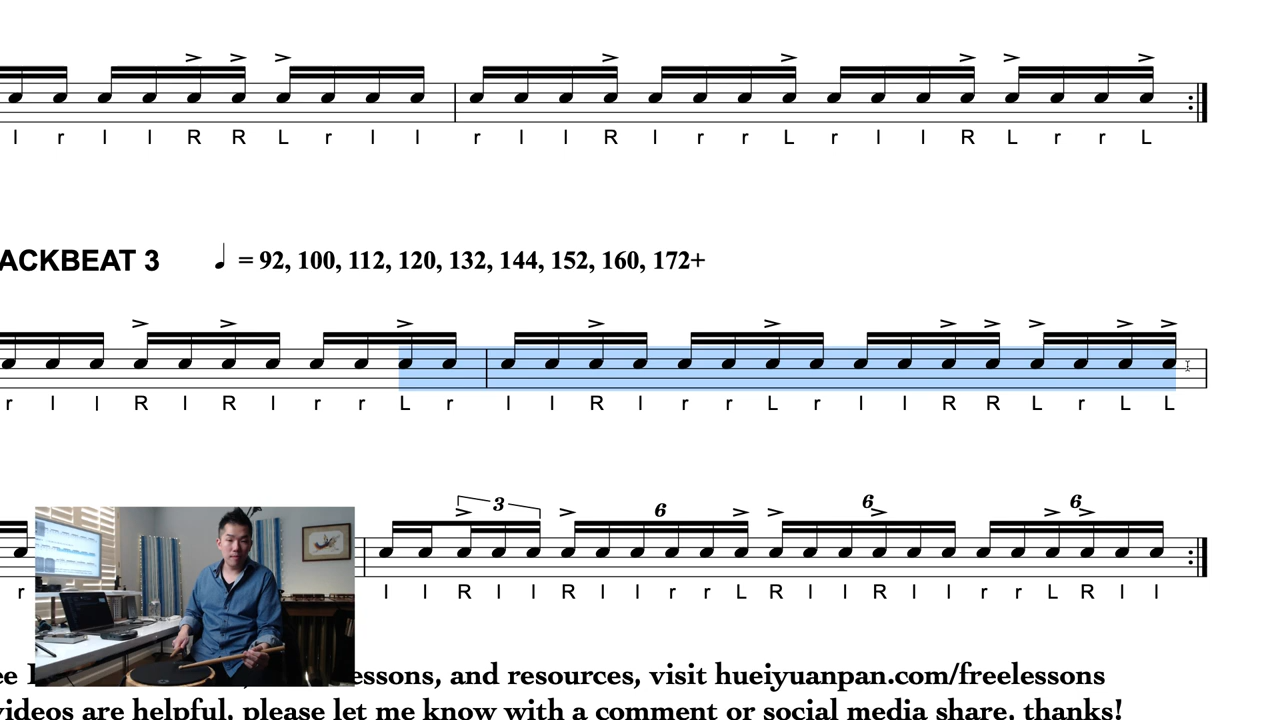 l r l l R R L r l l r l l R l r r L r l l R L r r L
ACKBEAT 3 = 92, 100, 112, 120, 132, 144, 152, 160, 172+
r l l R l R l r r L r l l R l r r L r l l R R L r L L
3 6 6 6
r l l R l l R l r r L R l l R l l r r L R l l
essons, and resources, visit hueiyuanpan.com/freelessons
videos are helpful, please let me know with a comment or social media share, thanks!